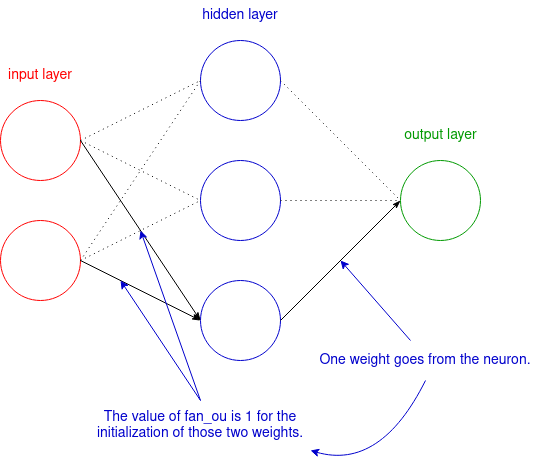 hidden layer
input layer
output layer
One weight goes from the neuron.
The value of fan_ou is 1 for the
initialization of those two weights.